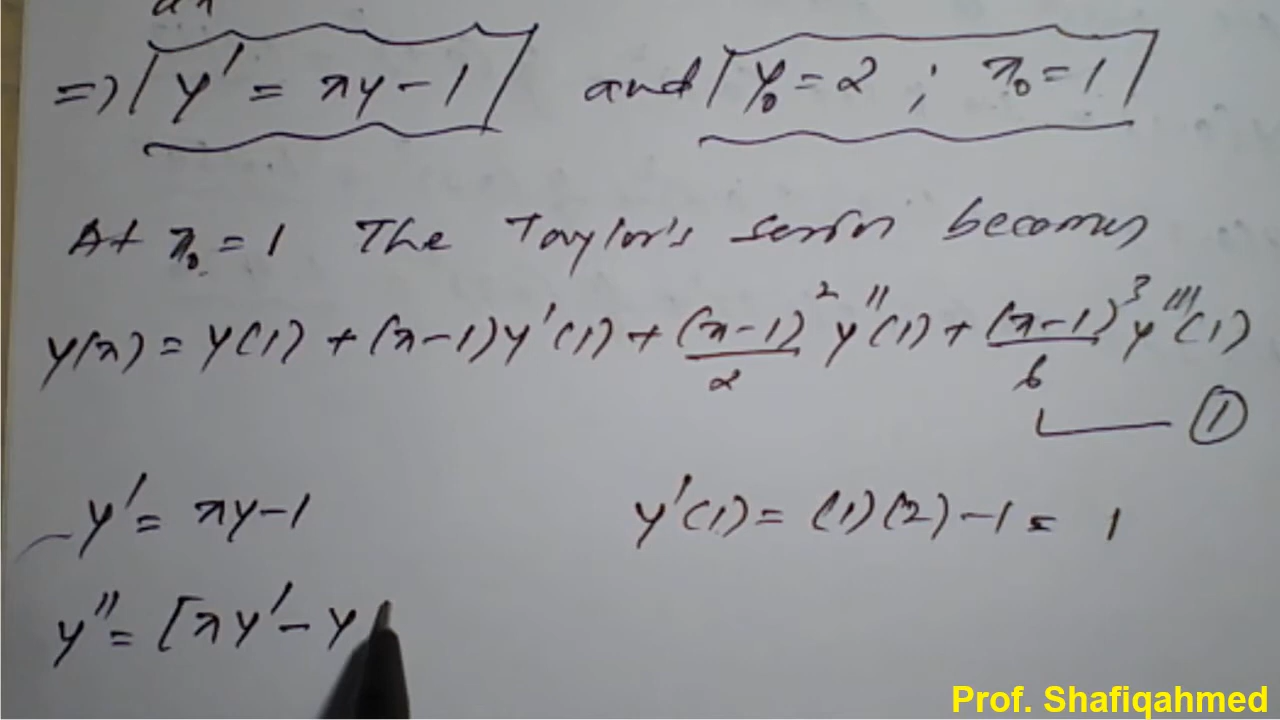 => y' = xy - 1 and y₀ = 2 ; x₀ = 1
At x₀ = 1 The Taylor's series becomes
y(x) = y(1) + (x-1)y'(1) + (x-1)²/2 y''(1) + (x-1)³/6 y'''(1)
①
y' = xy - 1 y'(1) = (1)(2) - 1 = 1
y'' = [xy' - y
Prof. Shafiqahmed